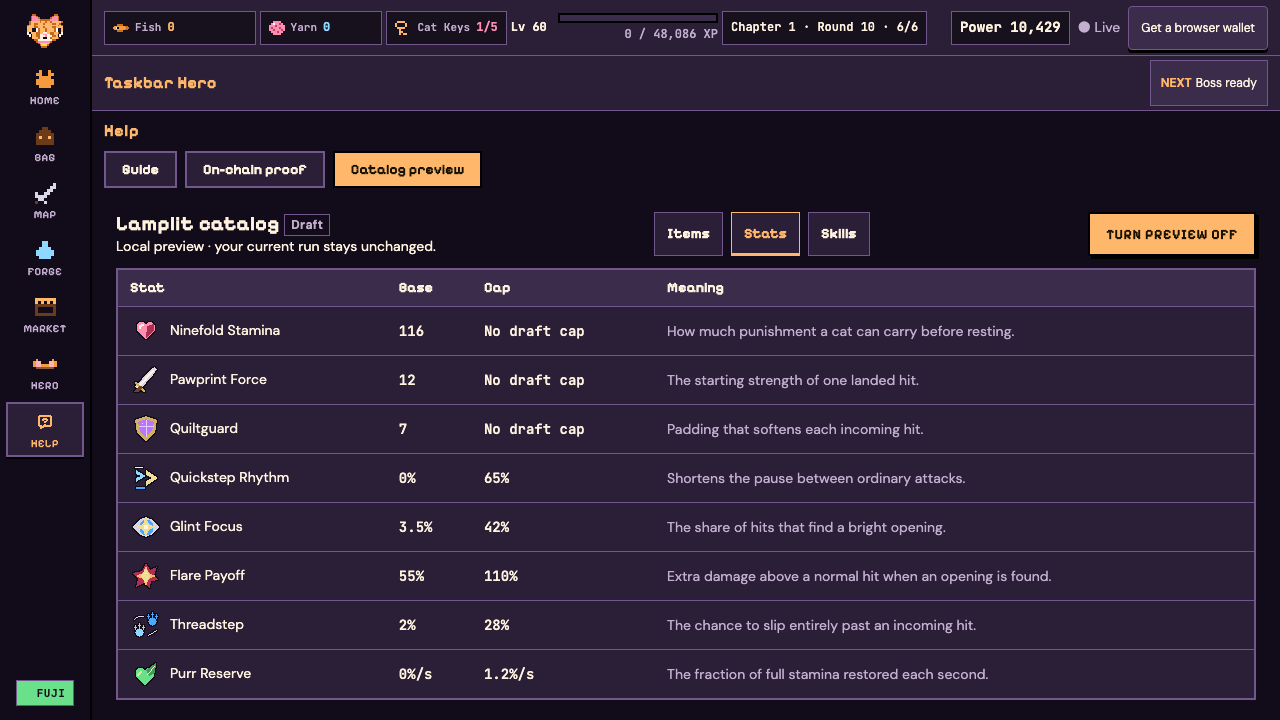 Fish 0
Yarn 0
Cat Keys 1/5
Lv 60
0 / 48,086 XP
Chapter 1 · Round 10 · 6/6
Power 10,429
Live
Get a browser wallet
HOME
BAG
MAP
FORGE
MARKET
HERO
HELP
FUJI
Taskbar Hero
NEXT Boss ready
Help
Guide
On-chain proof
Catalog preview
Lamplit catalog Draft
Local preview · your current run stays unchanged.
Items
Stats
Skills
TURN PREVIEW OFF
Stat Base Cap Meaning
Ninefold Stamina 116 No draft cap How much punishment a cat can carry before resting.
Pawprint Force 12 No draft cap The starting strength of one landed hit.
Quiltguard 7 No draft cap Padding that softens each incoming hit.
Quickstep Rhythm 0% 65% Shortens the pause between ordinary attacks.
Glint Focus 3.5% 42% The share of hits that find a bright opening.
Flare Payoff 55% 110% Extra damage above a normal hit when an opening is found.
Threadstep 2% 28% The chance to slip entirely past an incoming hit.
Purr Reserve 0%/s 1.2%/s The fraction of full stamina restored each second.